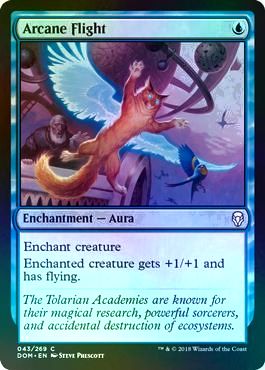 Arcane Flight
Enchantment — Aura
Enchant creature
Enchanted creature gets +1/+1 and
has flying.
The Tolarian Academies are known for
their magical research, powerful sorcerers,
and accidental destruction of ecosystems.
043/269 C
DOM • EN Steve Prescott
™ & © 2018 Wizards of the Coast